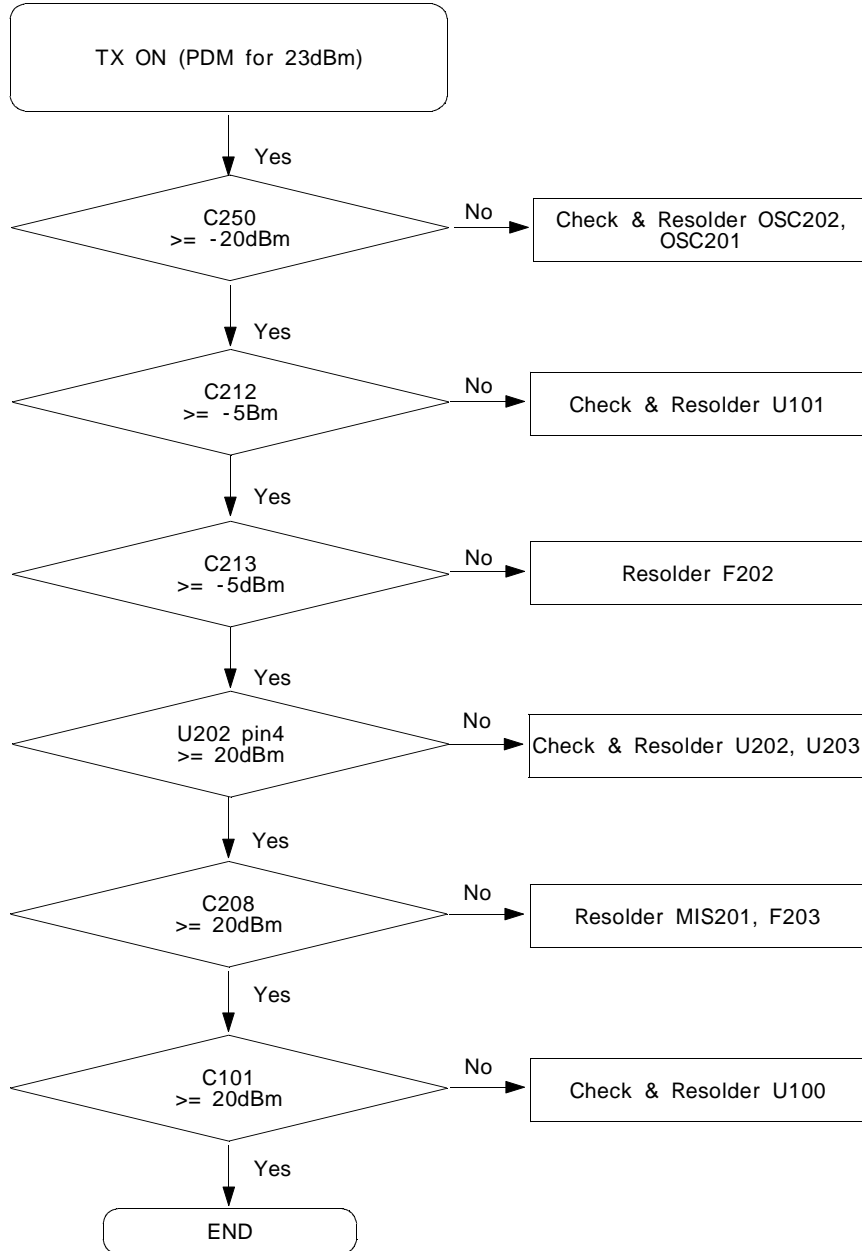 TX ON (PDM for 23dBm)
Yes
C250
>= -20dBm
No
Check & Resolder OSC202,
OSC201
Yes
C212
>= -5Bm
No
Check & Resolder U101
Yes
C213
>= -5dBm
No
Resolder F202
Yes
U202 pin4
>= 20dBm
No
Check & Resolder U202, U203
Yes
C208
>= 20dBm
No
Resolder MIS201, F203
Yes
C101
>= 20dBm
No
Check & Resolder U100
Yes
END